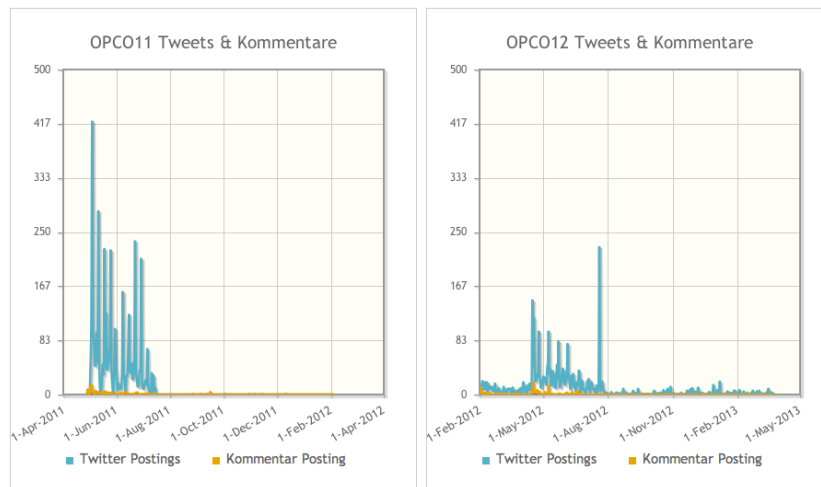 OPCO11 Tweets & Kommentare
500
417
333
250
167
83
0
1-Apr-2011
1-Jun-2011
1-Aug-2011
1-Oct-2011
1-Dec-2011
1-Feb-2012
1-Apr-2012
Twitter Postings
Kommentar Posting
OPCO12 Tweets & Kommentare
500
417
333
250
167
83
0
1-Feb-2012
1-May-2012
1-Aug-2012
1-Nov-2012
1-Feb-2013
1-May-2013
Twitter Postings
Kommentar Posting